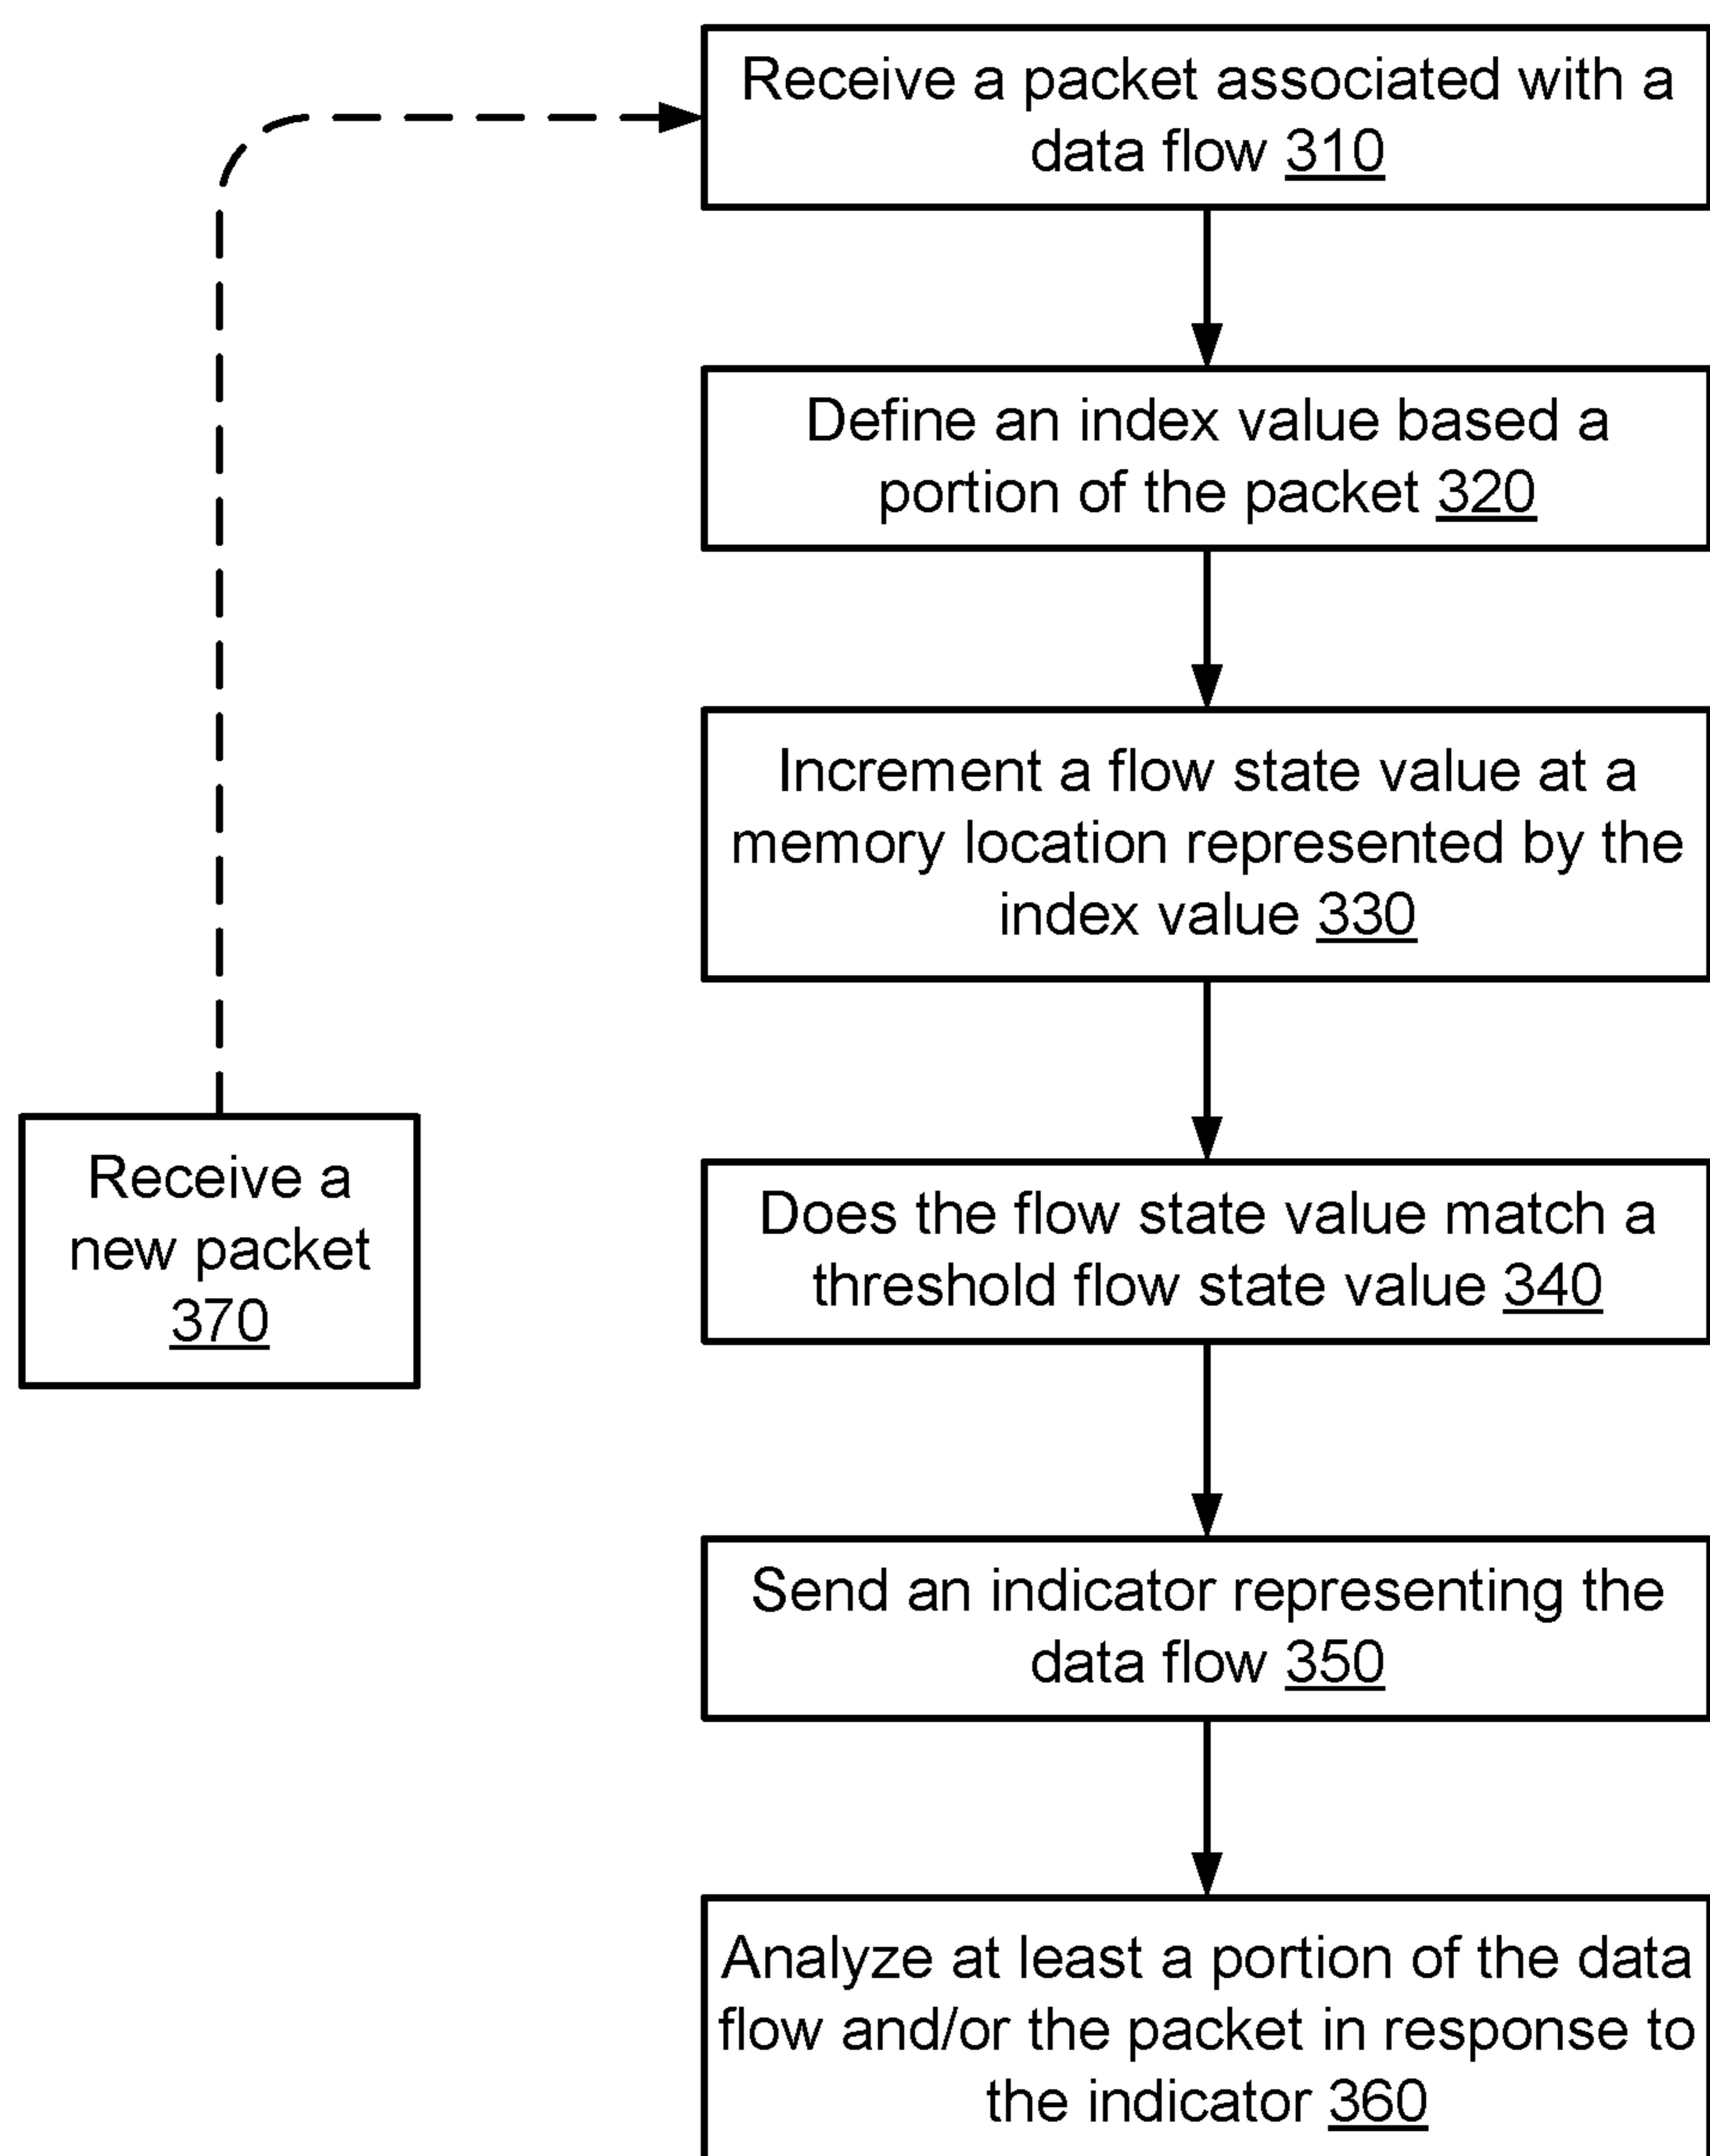 Receive a packet associated with a
data flow 310
Define an index value based a
portion of the packet 320
Increment a flow state value at a
memory location represented by the
index value 330
Receive a
new packet
370
Does the flow state value match a
threshold flow state value 340
Send an indicator representing the
data flow 350
Analyze at least a portion of the data
flow and/or the packet in response to
the indicator 360